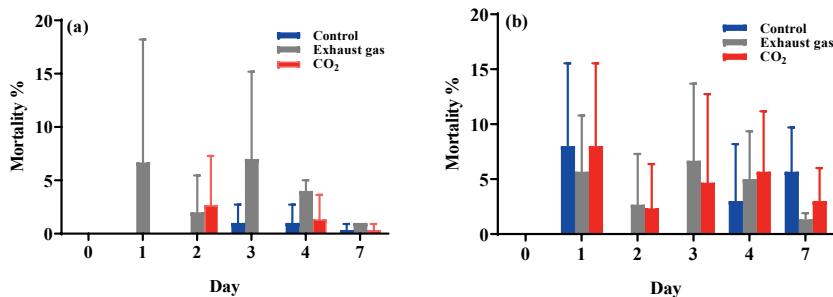 (a)
Control
Exhaust gas
CO₂
Mortality %
20
15
10
5
0
0 1 2 3 4 7
Day
(b)
Control
Exhaust gas
CO₂
Mortality %
20
15
10
5
0
0 1 2 3 4 7
Day